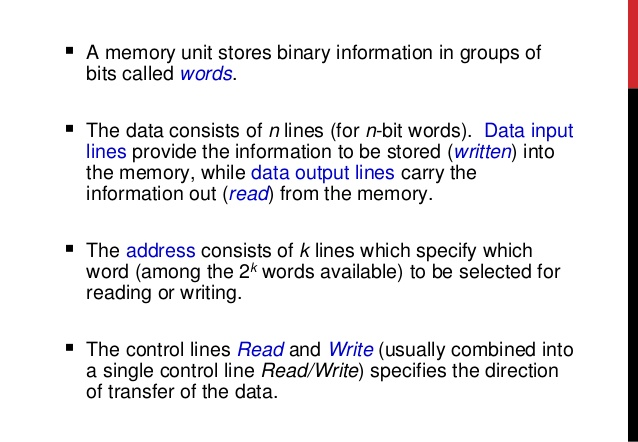 ▪ A memory unit stores binary information in groups of
bits called words.
▪ The data consists of n lines (for n-bit words). Data input
lines provide the information to be stored (written) into
the memory, while data output lines carry the
information out (read) from the memory.
▪ The address consists of k lines which specify which
word (among the 2ᵏ words available) to be selected for
reading or writing.
▪ The control lines Read and Write (usually combined into
a single control line Read/Write) specifies the direction
of transfer of the data.